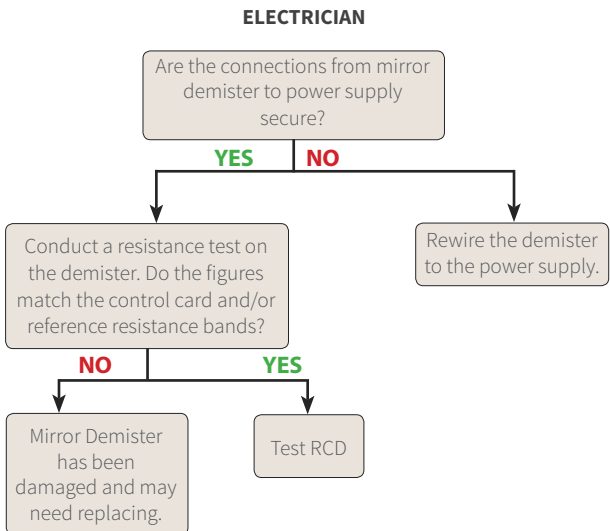 ELECTRICIAN
Are the connections from mirror
demister to power supply
secure?
YES
NO
Conduct a resistance test on
the demister. Do the figures
match the control card and/or
reference resistance bands?
Rewire the demister
to the power supply.
NO
YES
Mirror Demister
has been
damaged and may
need replacing.
Test RCD